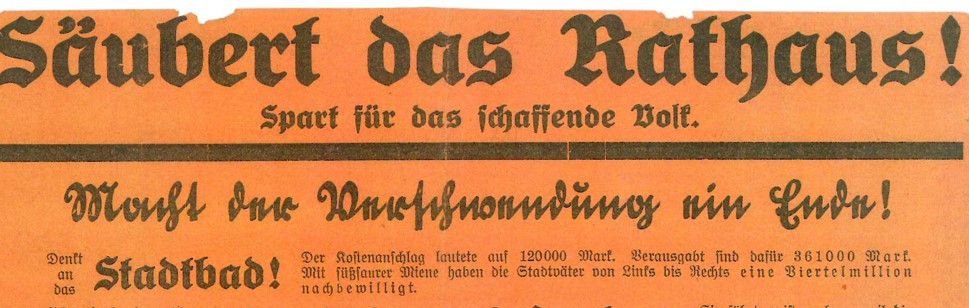 Säubert das Rathaus!
Spart für das schaffende Volk.
Macht der Verschwendung ein Ende!
Denkt
an
das
Stadtbad!
Der Kostenanschlag lautete auf 120000 Mark. Verausgabt sind dafür 361000 Mark.
Mit süßsaurer Miene haben die Stadtväter von Links bis Rechts eine Viertelmillion
nachbewilligt.